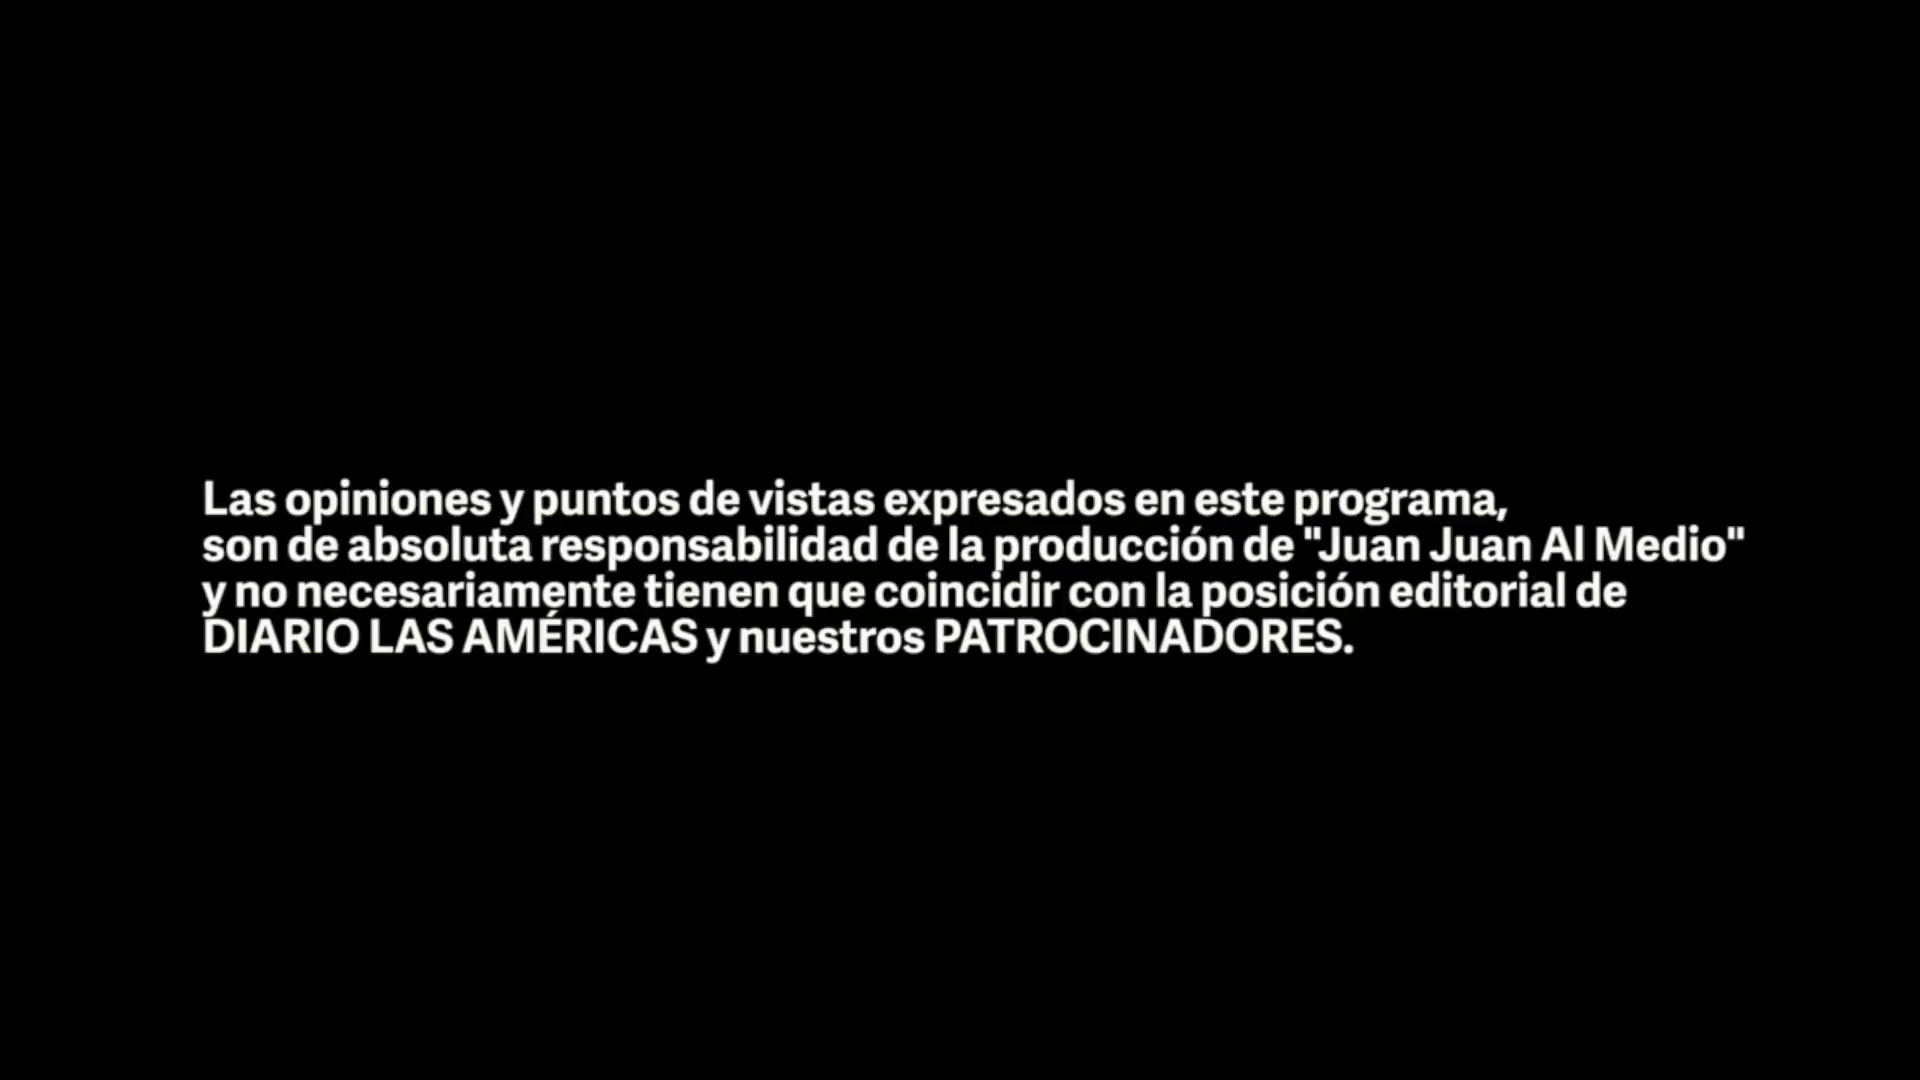 Las opiniones y puntos de vistas expresados en este programa,
son de absoluta responsabilidad de la producción de "Juan Juan Al Medio"
y no necesariamente tienen que coincidir con la posición editorial de
DIARIO LAS AMÉRICAS y nuestros PATROCINADORES.